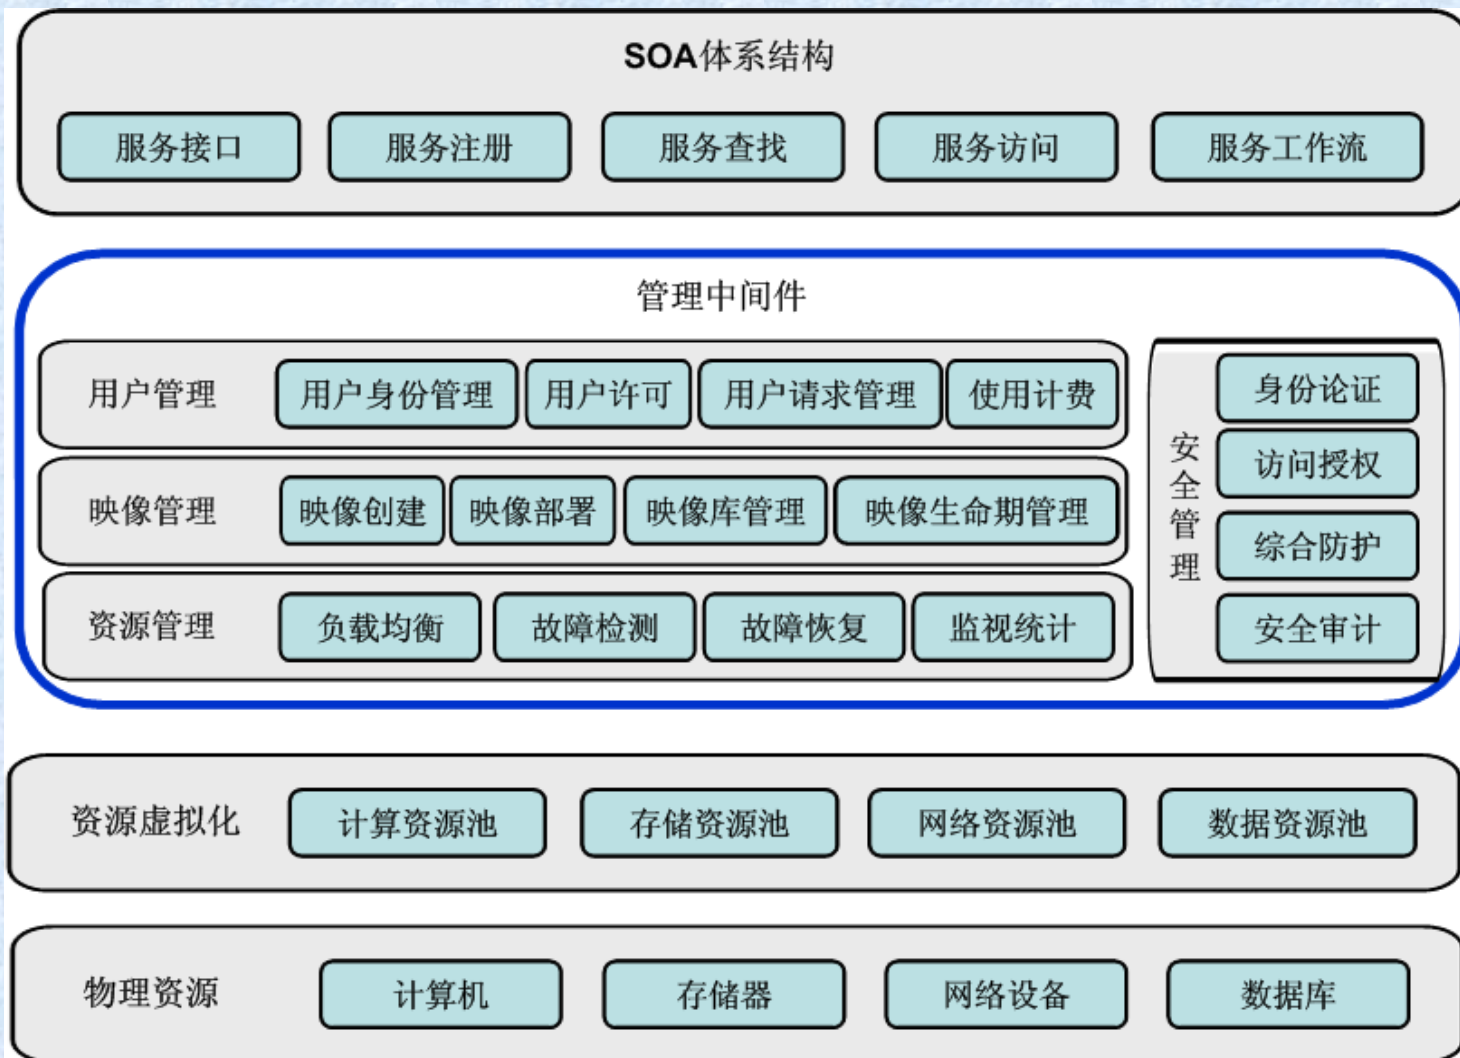 SOA体系结构
服务接口 服务注册 服务查找 服务访问 服务工作流
管理中间件
用户管理 用户身份管理 用户许可 用户请求管理 使用计费
映像管理 映像创建 映像部署 映像库管理 映像生命期管理
资源管理 负载均衡 故障检测 故障恢复 监视统计
安全管理
身份论证
访问授权
综合防护
安全审计
资源虚拟化 计算资源池 存储资源池 网络资源池 数据资源池
物理资源 计算机 存储器 网络设备 数据库